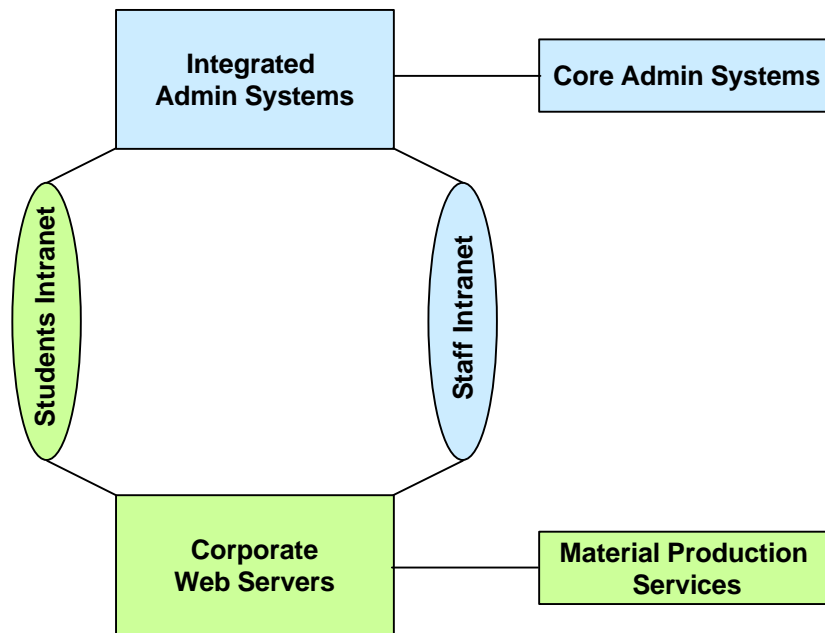 Integrated
Admin Systems
Core Admin Systems
Students Intranet
Staff Intranet
Corporate
Web Servers
Material Production
Services